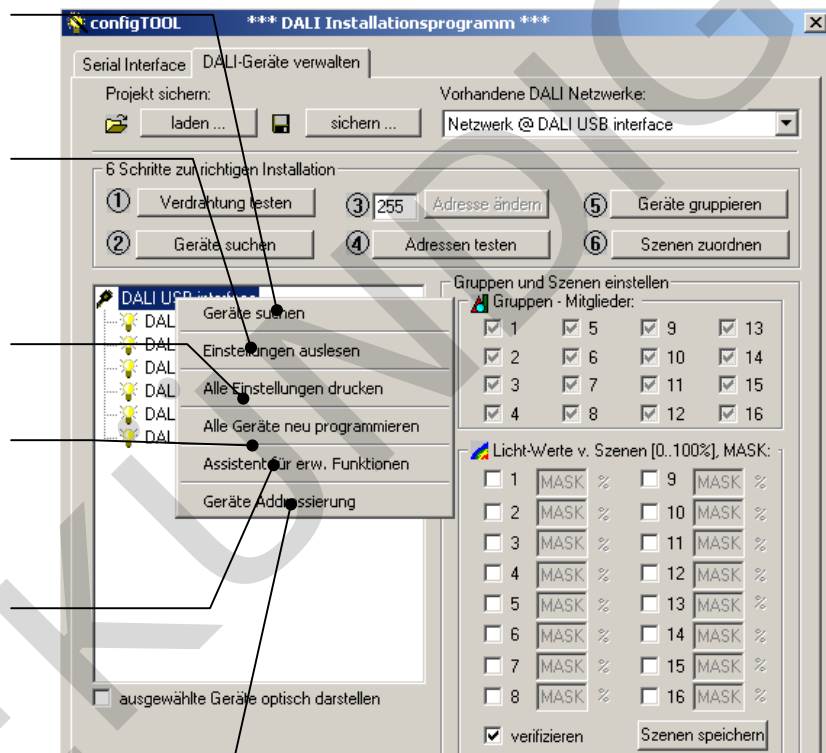 configTOOL *** DALI Installationsprogramm ***
Serial Interface DALI-Geräte verwalten
Projekt sichern: Vorhandene DALI Netzwerke:
laden ... sichern ... Netzwerk @ DALI USB interface
6 Schritte zur richtigen Installation
1 Verdrahtung testen 3 255 Adresse ändern 5 Geräte gruppieren
2 Geräte suchen 4 Adressen testen 6 Szenen zuordnen
DALI USB interface
DAL
DAL
DAL
DAL
DAL
DAL
Geräte suchen
Einstellungen auslesen
Alle Einstellungen drucken
Alle Geräte neu programmieren
Assistent für erw. Funktionen
Geräte Addressierung
ausgewählte Geräte optisch darstellen
Gruppen und Szenen einstellen
Gruppen - Mitglieder:
1 5 9 13
2 6 10 14
3 7 11 15
4 8 12 16
Licht-Werte v. Szenen [0..100%], MASK:
1 MASK % 9 MASK %
2 MASK % 10 MASK %
3 MASK % 11 MASK %
4 MASK % 12 MASK %
5 MASK % 13 MASK %
6 MASK % 14 MASK %
7 MASK % 15 MASK %
8 MASK % 16 MASK %
verifizieren Szenen speichern